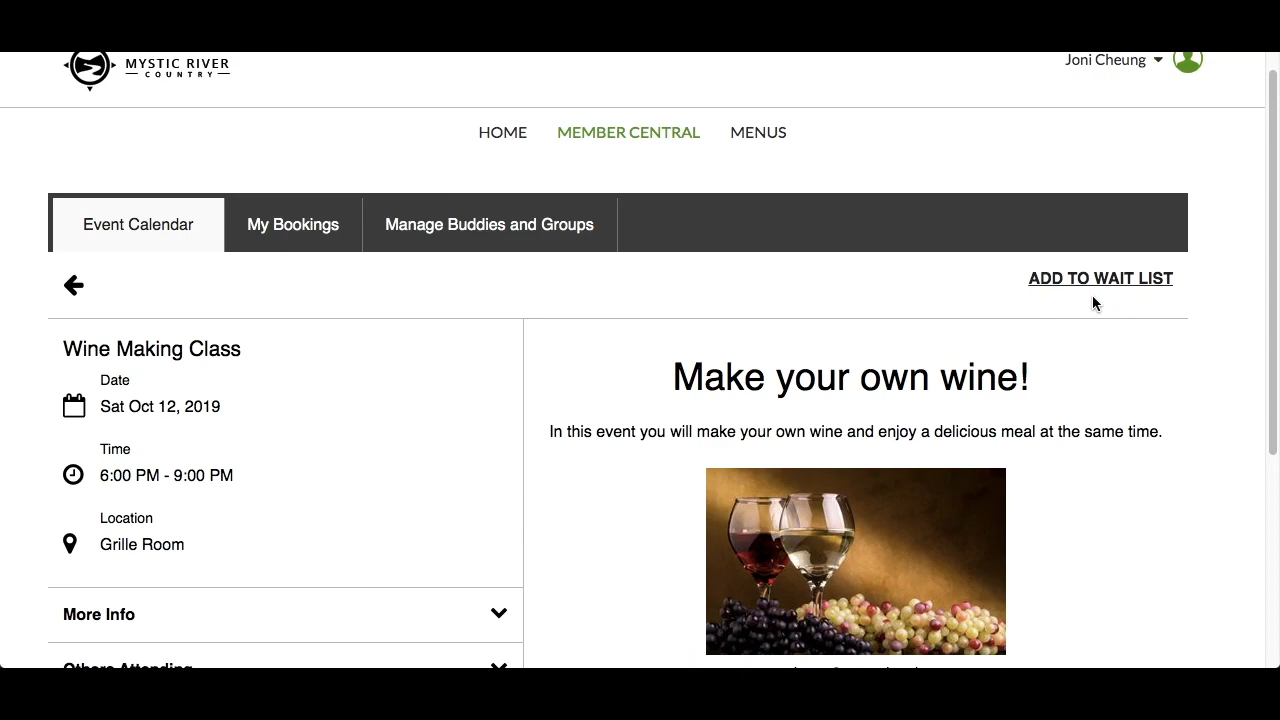 MYSTIC RIVER
COUNTRY
Joni Cheung
HOME MEMBER CENTRAL MENUS
Event Calendar My Bookings Manage Buddies and Groups
ADD TO WAIT LIST
Wine Making Class
Date
Sat Oct 12, 2019
Time
6:00 PM - 9:00 PM
Location
Grille Room
More Info
Others Attending
Make your own wine!
In this event you will make your own wine and enjoy a delicious meal at the same time.